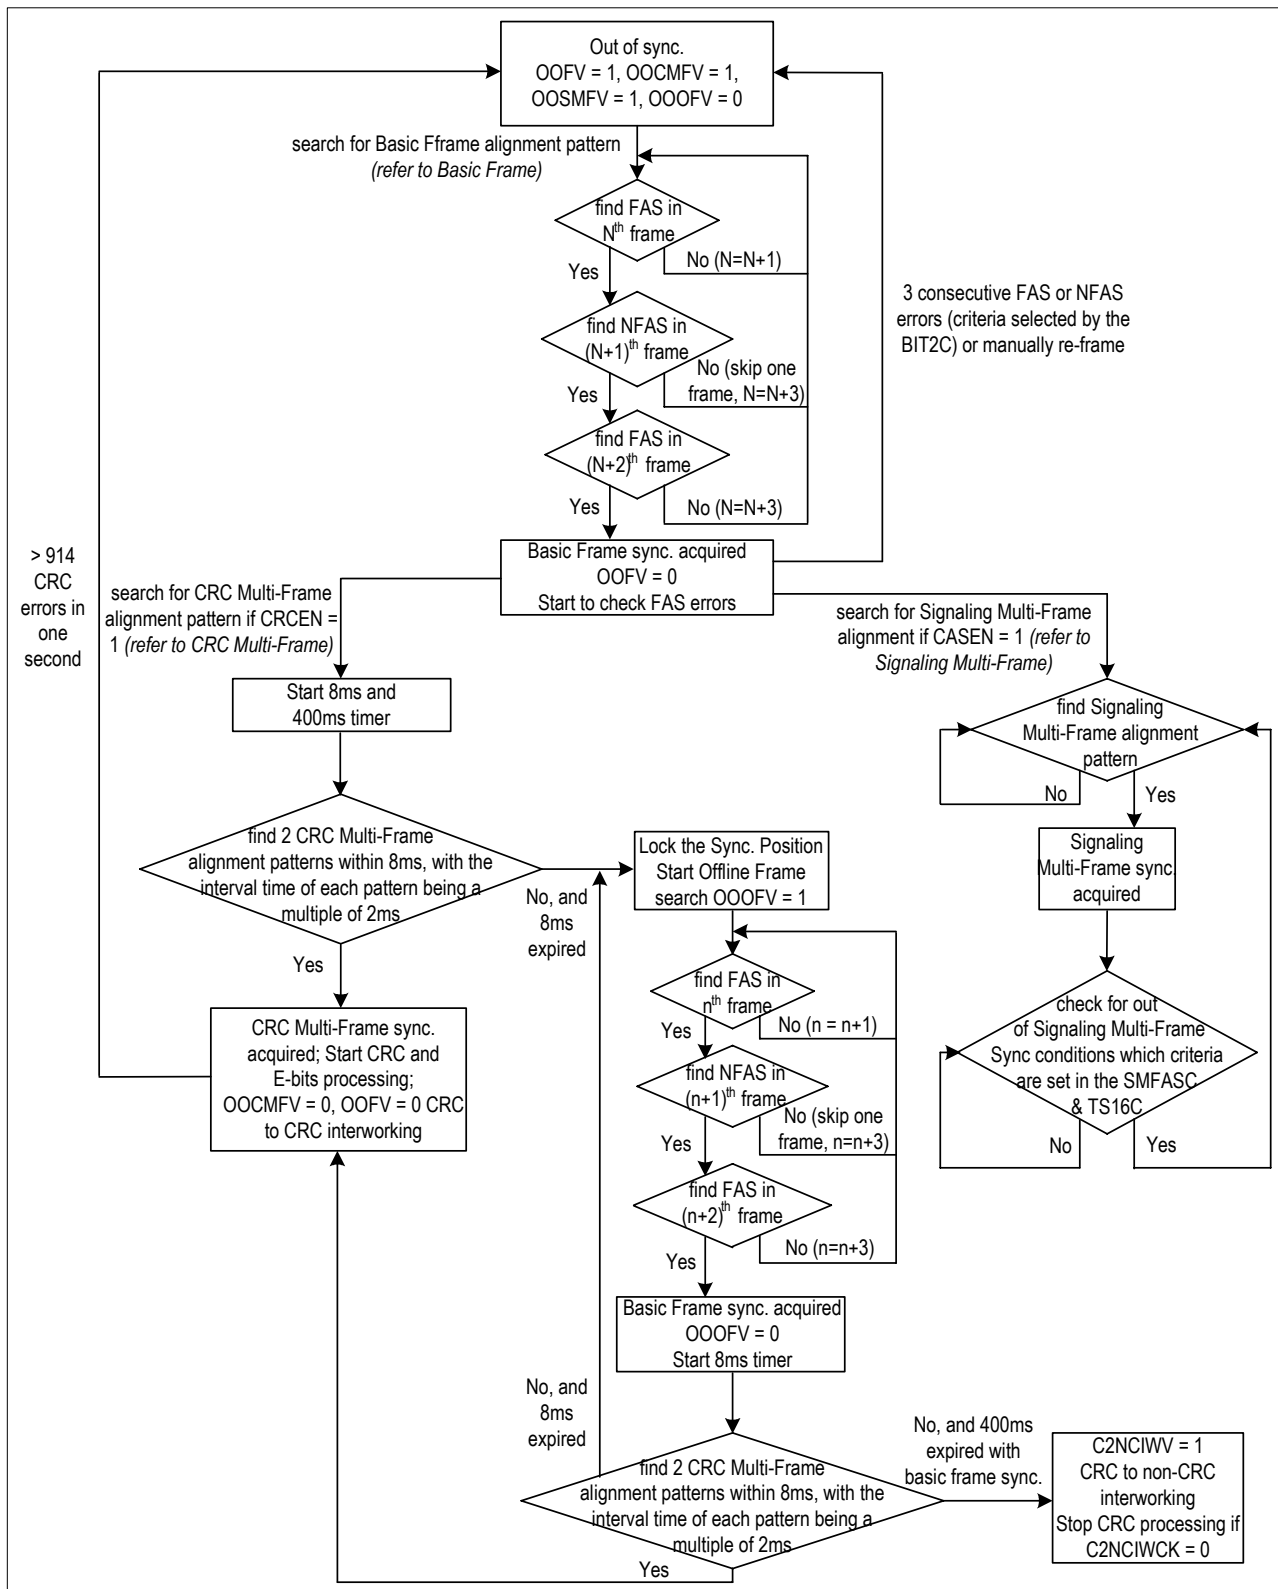 Out of sync.
OOFV = 1, OOCMFV = 1,
OOSMFV = 1, OOOFV = 0
search for Basic Fframe alignment pattern
(refer to Basic Frame)
find FAS in
Nth frame
No (N=N+1)
Yes
find NFAS in
(N+1)th frame
No (skip one
frame, N=N+3)
Yes
find FAS in
(N+2)th frame
No (N=N+3)
Yes
3 consecutive FAS or NFAS
errors (criteria selected by the
BIT2C) or manually re-frame
Basic Frame sync. acquired
OOFV = 0
Start to check FAS errors
> 914
CRC
errors in
one
second
search for CRC Multi-Frame
alignment pattern if CRCEN =
1 (refer to CRC Multi-Frame)
search for Signaling Multi-Frame
alignment if CASEN = 1 (refer to
Signaling Multi-Frame)
Start 8ms and
400ms timer
find Signaling
Multi-Frame alignment
pattern
No
Yes
find 2 CRC Multi-Frame
alignment patterns within 8ms, with the
interval time of each pattern being a
multiple of 2ms
No, and
8ms
expired
Yes
Lock the Sync. Position
Start Offline Frame
search OOOFV = 1
Signaling
Multi-Frame sync.
acquired
find FAS in
nth frame
No (n = n+1)
Yes
CRC Multi-Frame sync.
acquired; Start CRC and
E-bits processing;
OOCMFV = 0, OOFV = 0 CRC
to CRC interworking
check for out
of Signaling Multi-Frame
Sync conditions which criteria
are set in the SMFASC
& TS16C
No
Yes
find NFAS in
(n+1)th frame
No (skip one
frame, n=n+3)
Yes
find FAS in
(n+2)th frame
No (n=n+3)
Yes
Basic Frame sync. acquired
OOOFV = 0
Start 8ms timer
No, and
8ms
expired
find 2 CRC Multi-Frame
alignment patterns within 8ms, with the
interval time of each pattern being a
multiple of 2ms
Yes
No, and 400ms
expired with
basic frame sync.
C2NCIWV = 1
CRC to non-CRC
interworking
Stop CRC processing if
C2NCIWCK = 0